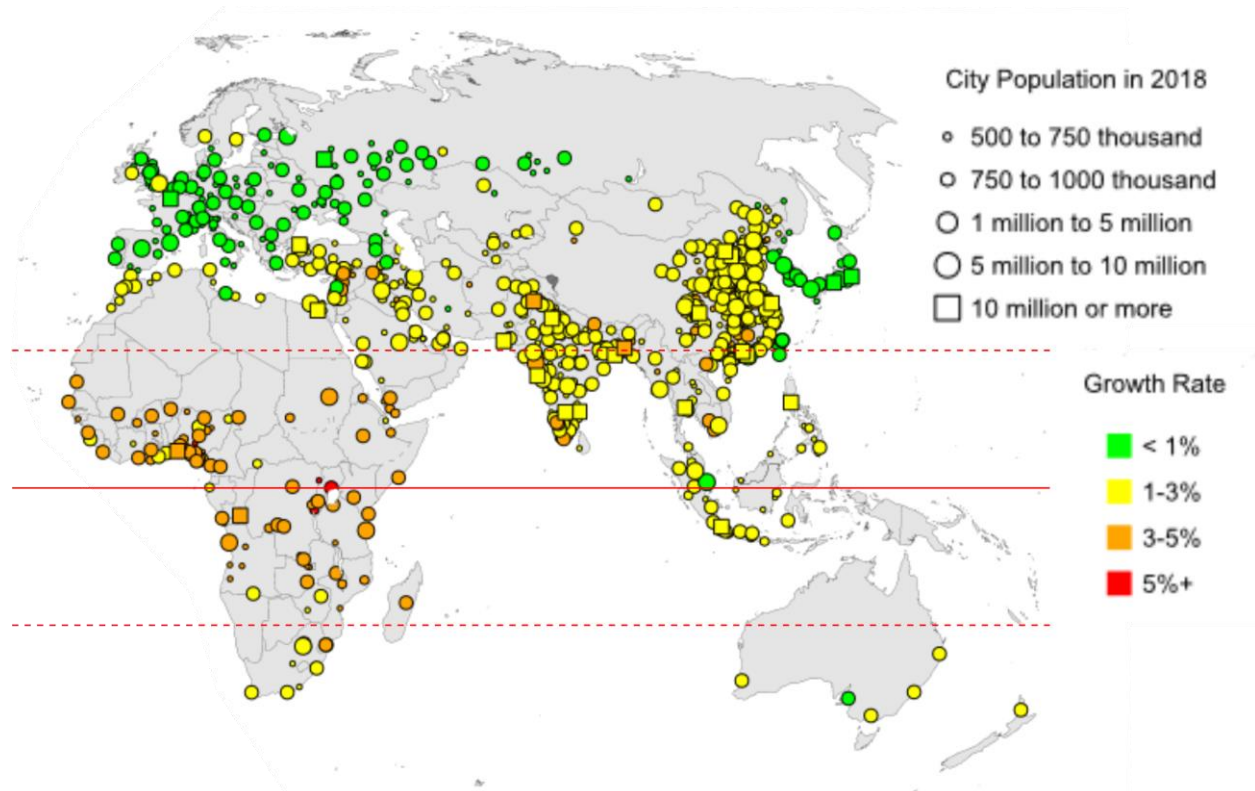 City Population in 2018
500 to 750 thousand
750 to 1000 thousand
1 million to 5 million
5 million to 10 million
10 million or more
Growth Rate
< 1%
1-3%
3-5%
5%+